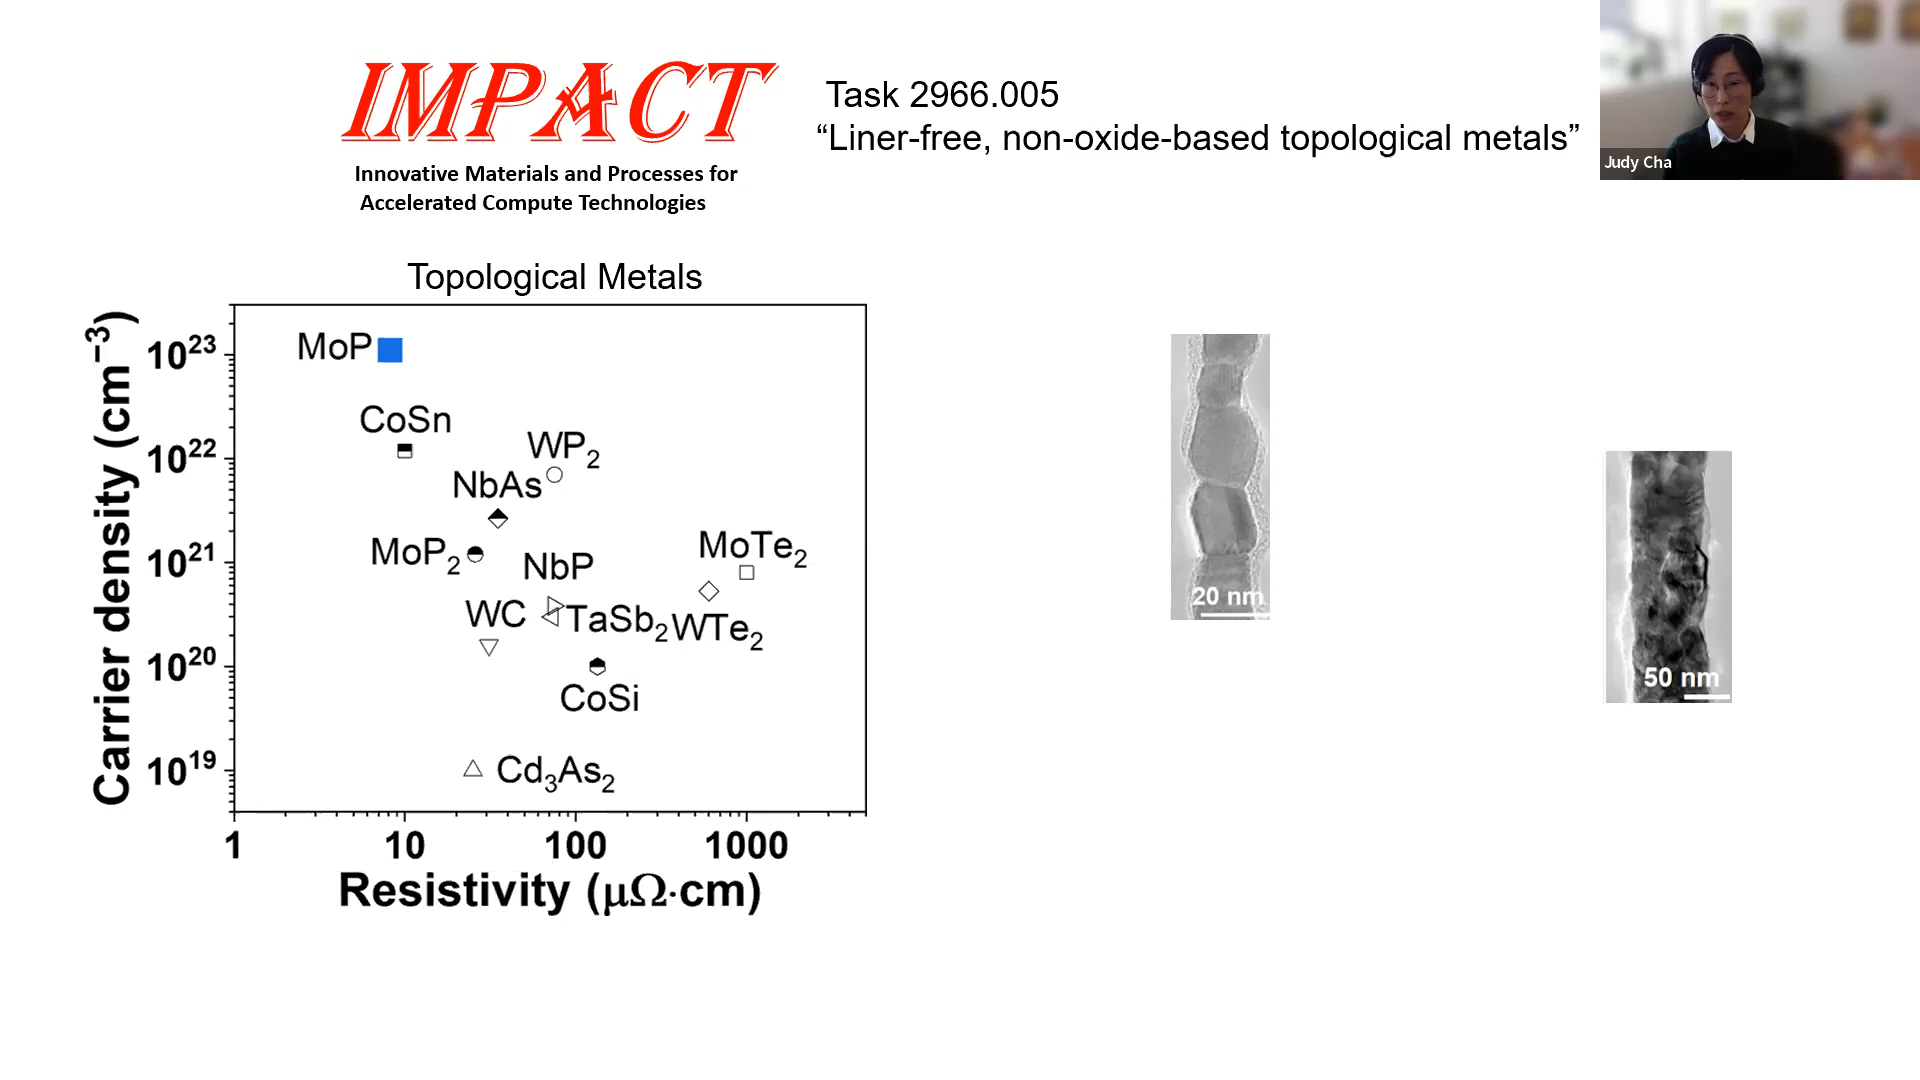 IMPACT
Innovative Materials and Processes for
Accelerated Compute Technologies
Task 2966.005
“Liner-free, non-oxide-based topological metals”
Judy Cha
Topological Metals
Carrier density (cm⁻³)
10²³
10²²
10²¹
10²⁰
10¹⁹
MoP
CoSn
WP₂
NbAs
MoP₂
NbP
MoTe₂
WC
TaSb₂
WTe₂
CoSi
Cd₃As₂
1
10
100
1000
Resistivity (μΩ·cm)
20 nm
50 nm